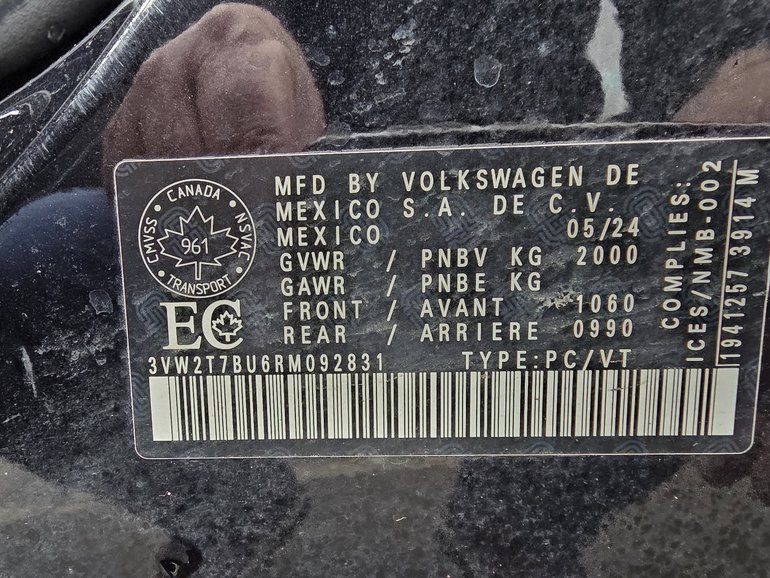 CANADA
CMVSS · NSVAC
961
TRANSPORT
EC
MFD BY VOLKSWAGEN DE
MEXICO S.A. DE C.V.
MEXICO 05/24
GVWR / PNBV KG 2000
GAWR / PNBE KG
FRONT / AVANT 1060
REAR / ARRIERE 0990
3VW2T7BU6RM092831 TYPE:PC/VT
COMPLIES:
ICES/NMB-002
1941257 3914 M